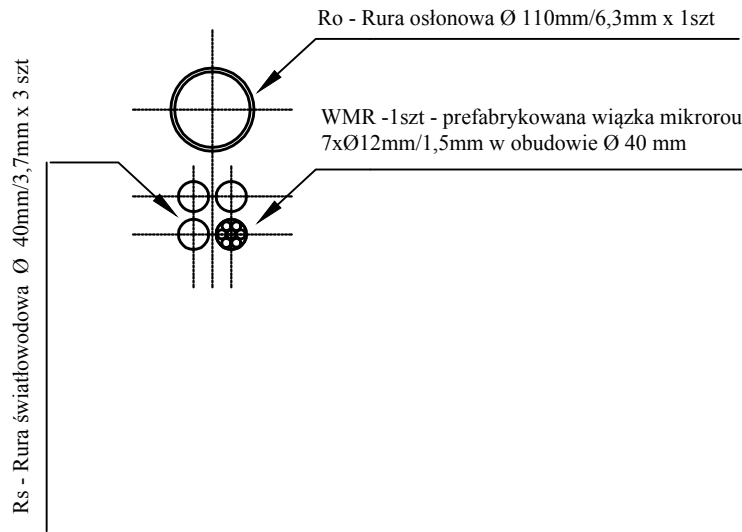 Ro - Rura osłonowa Ø 110mm/6,3mm x 1szt
WMR -1szt - prefabrykowana wiązka mikrorou
7xØ12mm/1,5mm w obudowie Ø 40 mm
Rs - Rura światłowodowa Ø 40mm/3,7mm x 3 szt